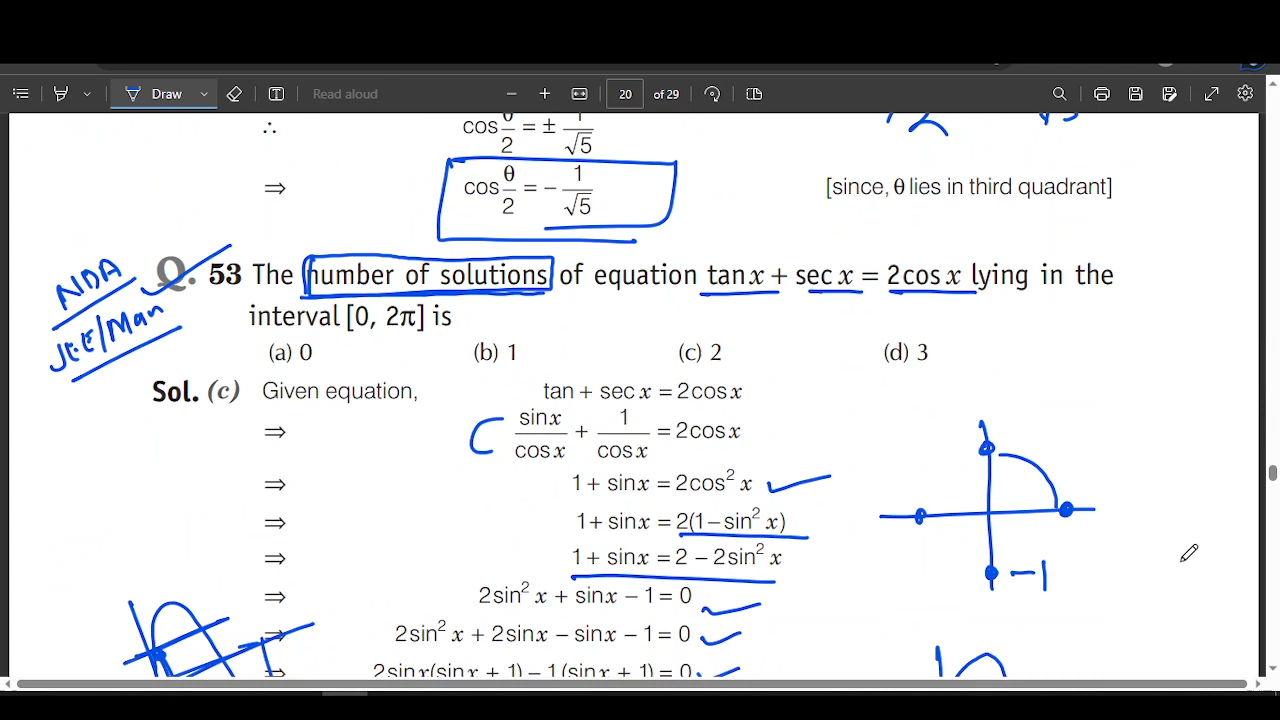 Draw
Read aloud
20 of 29
∴ cos θ/2 = ± 1/√5
⇒ cos θ/2 = − 1/√5 [since, θ lies in third quadrant]
NDA
Q. 53 The number of solutions of equation tan x + sec x = 2cos x lying in the
interval [0, 2π] is
(a) 0 (b) 1 (c) 2 (d) 3
Sol. (c) Given equation, tan + sec x = 2cos x
⇒ sin x/cos x + 1/cos x = 2cos x
⇒ 1 + sin x = 2cos² x
⇒ 1 + sin x = 2(1 − sin² x)
⇒ 1 + sin x = 2 − 2sin² x
−1
⇒ 2sin² x + sin x − 1 = 0
⇒ 2sin² x + 2sin x − sin x − 1 = 0
⇒ 2sin x(sin x + 1) − 1(sin x + 1) = 0